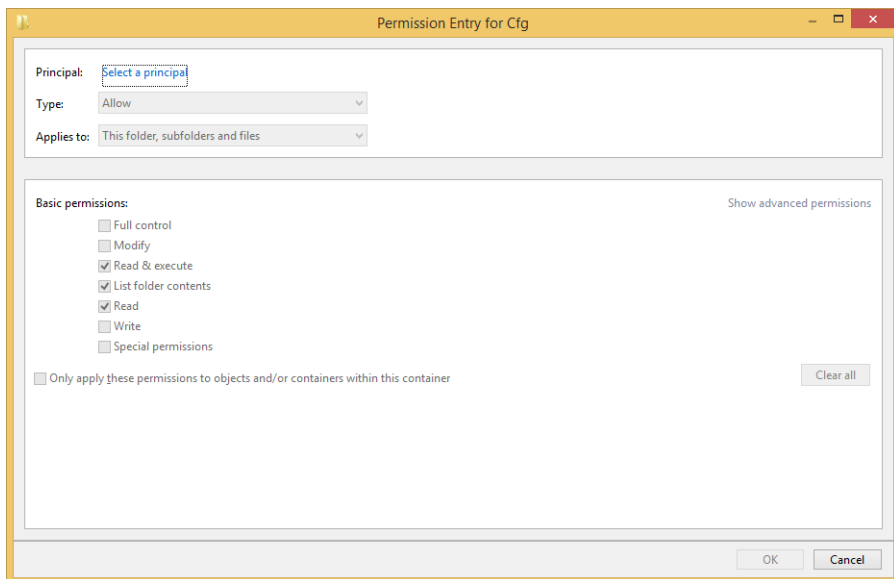 Permission Entry for Cfg
Principal: Select a principal
Type: Allow
Applies to: This folder, subfolders and files
Basic permissions: Show advanced permissions
Full control
Modify
Read & execute
List folder contents
Read
Write
Special permissions
Only apply these permissions to objects and/or containers within this container Clear all
OK Cancel